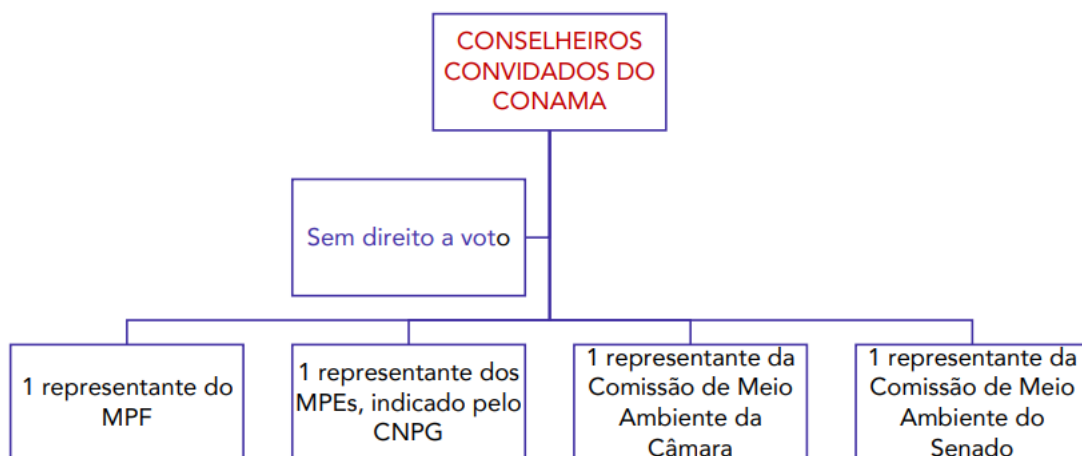 CONSELHEIROS
CONVIDADOS DO
CONAMA
Sem direito a voto
1 representante do
MPF
1 representante dos
MPEs, indicado pelo
CNPG
1 representante da
Comissão de Meio
Ambiente da
Câmara
1 representante da
Comissão de Meio
Ambiente do
Senado